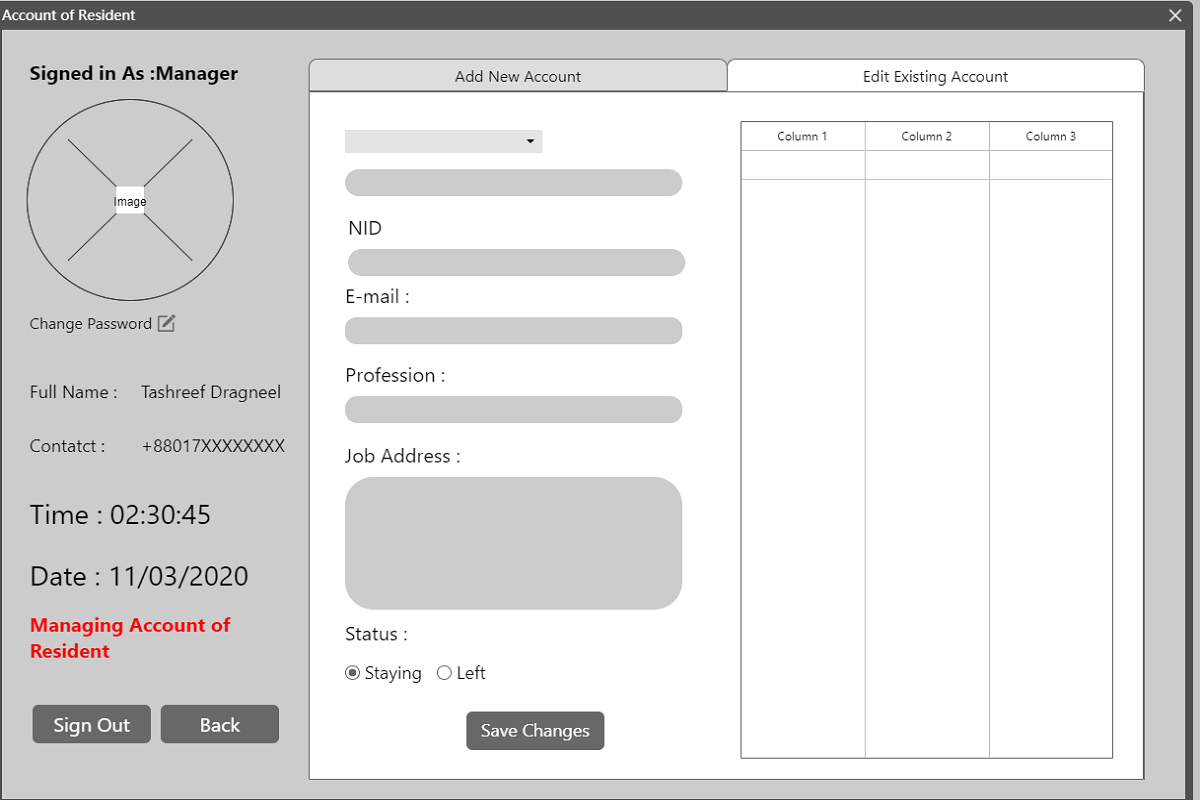 Account of Resident
Signed in As :Manager
Image
Change Password
Full Name : Tashreef Dragneel
Contatct : +88017XXXXXXXX
Time : 02:30:45
Date : 11/03/2020
Managing Account of
Resident
Sign Out Back
Add New Account Edit Existing Account
NID
E-mail :
Profession :
Job Address :
Status :
Staying Left
Save Changes
Column 1 Column 2 Column 3